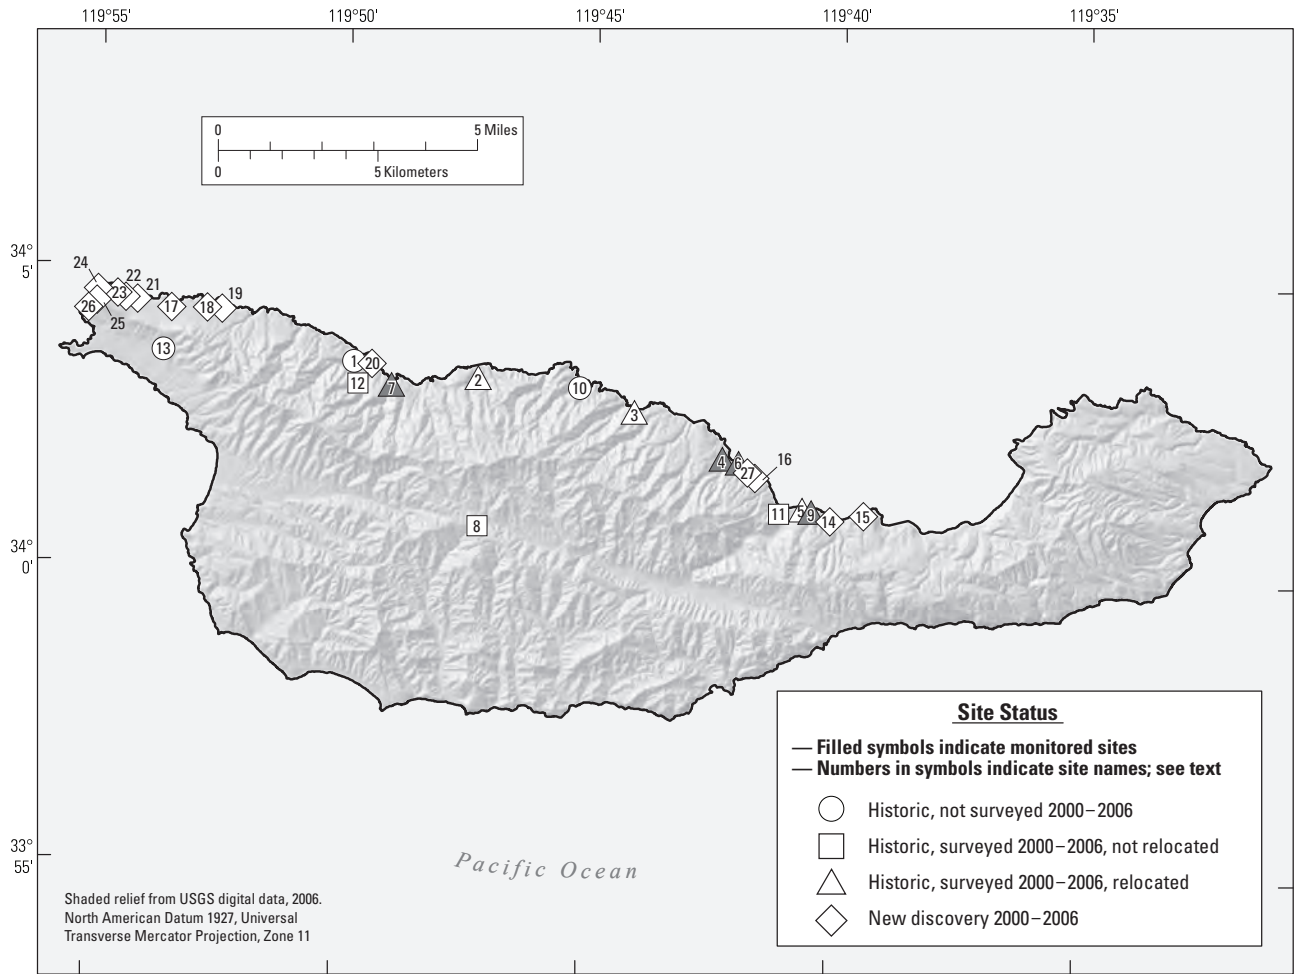 119°55' 119°50' 119°45' 119°40' 119°35'
0 5 Miles
0 5 Kilometers
34°
5'
24 22 21 19
23 17 18
26 25
13
1 20
12 7 2 10
3
4 6 27 16
11 5 9 14 15
8
34°
0'
33°
55'
Pacific Ocean
Shaded relief from USGS digital data, 2006.
North American Datum 1927, Universal
Transverse Mercator Projection, Zone 11
Site Status
— Filled symbols indicate monitored sites
— Numbers in symbols indicate site names; see text
Historic, not surveyed 2000–2006
Historic, surveyed 2000–2006, not relocated
Historic, surveyed 2000–2006, relocated
New discovery 2000–2006